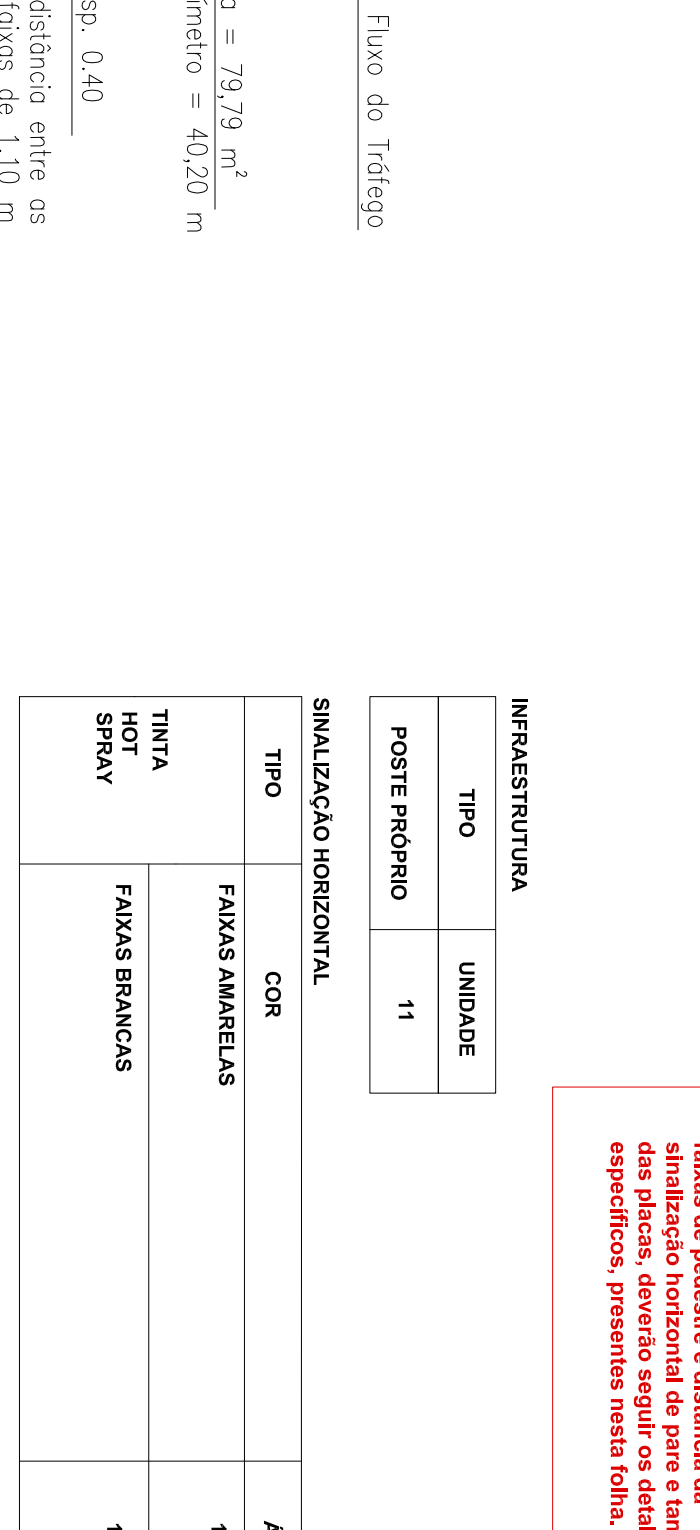 Fluxo do Tráfego
a = 79,79 m²
ímetro = 40,20 m
sp. 0.40
distância entre as
faixas de 1.10 m
sinalização horizontal de pare e
das placas, deverão seguir os
específicos, presentes nesta folha.
INFRAESTRUTURA
TIPO UNIDADE
POSTE PRÓPRIO 11
SINALIZAÇÃO HORIZONTAL
TIPO COR
TINTA
HOT
SPRAY
FAIXAS AMARELAS 1
FAIXAS BRANCAS 1